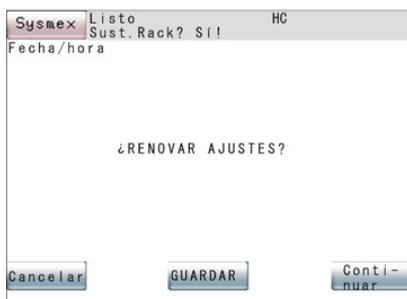 Sysmex
Listo HC
Sust.Rack? Sí!
Fecha/hora
¿RENOVAR AJUSTES?
Cancelar
GUARDAR
Conti-
nuar